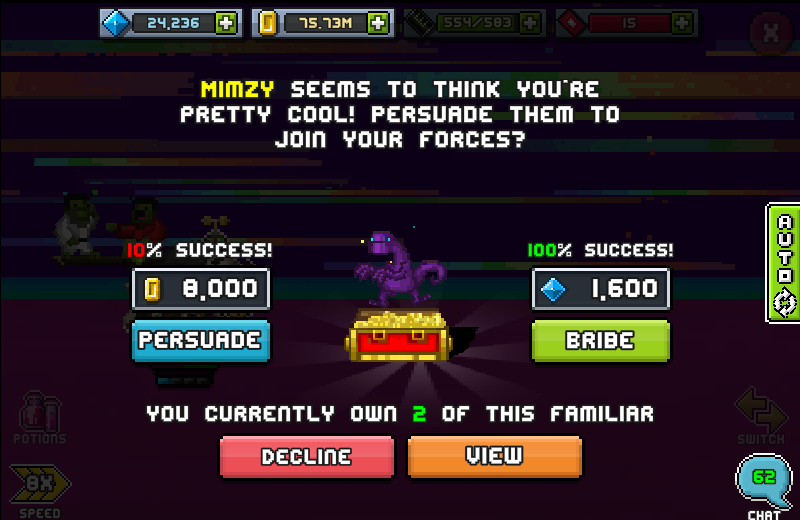 24,236
75.73M
554/503
15
X
MIMZY SEEMS TO THINK YOU'RE
PRETTY COOL! PERSUADE THEM TO
JOIN YOUR FORCES?
10% SUCCESS!
100% SUCCESS!
8,000
1,600
PERSUADE
BRIBE
AUTO
YOU CURRENTLY OWN 2 OF THIS FAMILIAR
DECLINE
VIEW
POTIONS
SWITCH
8X
SPEED
62
CHAT